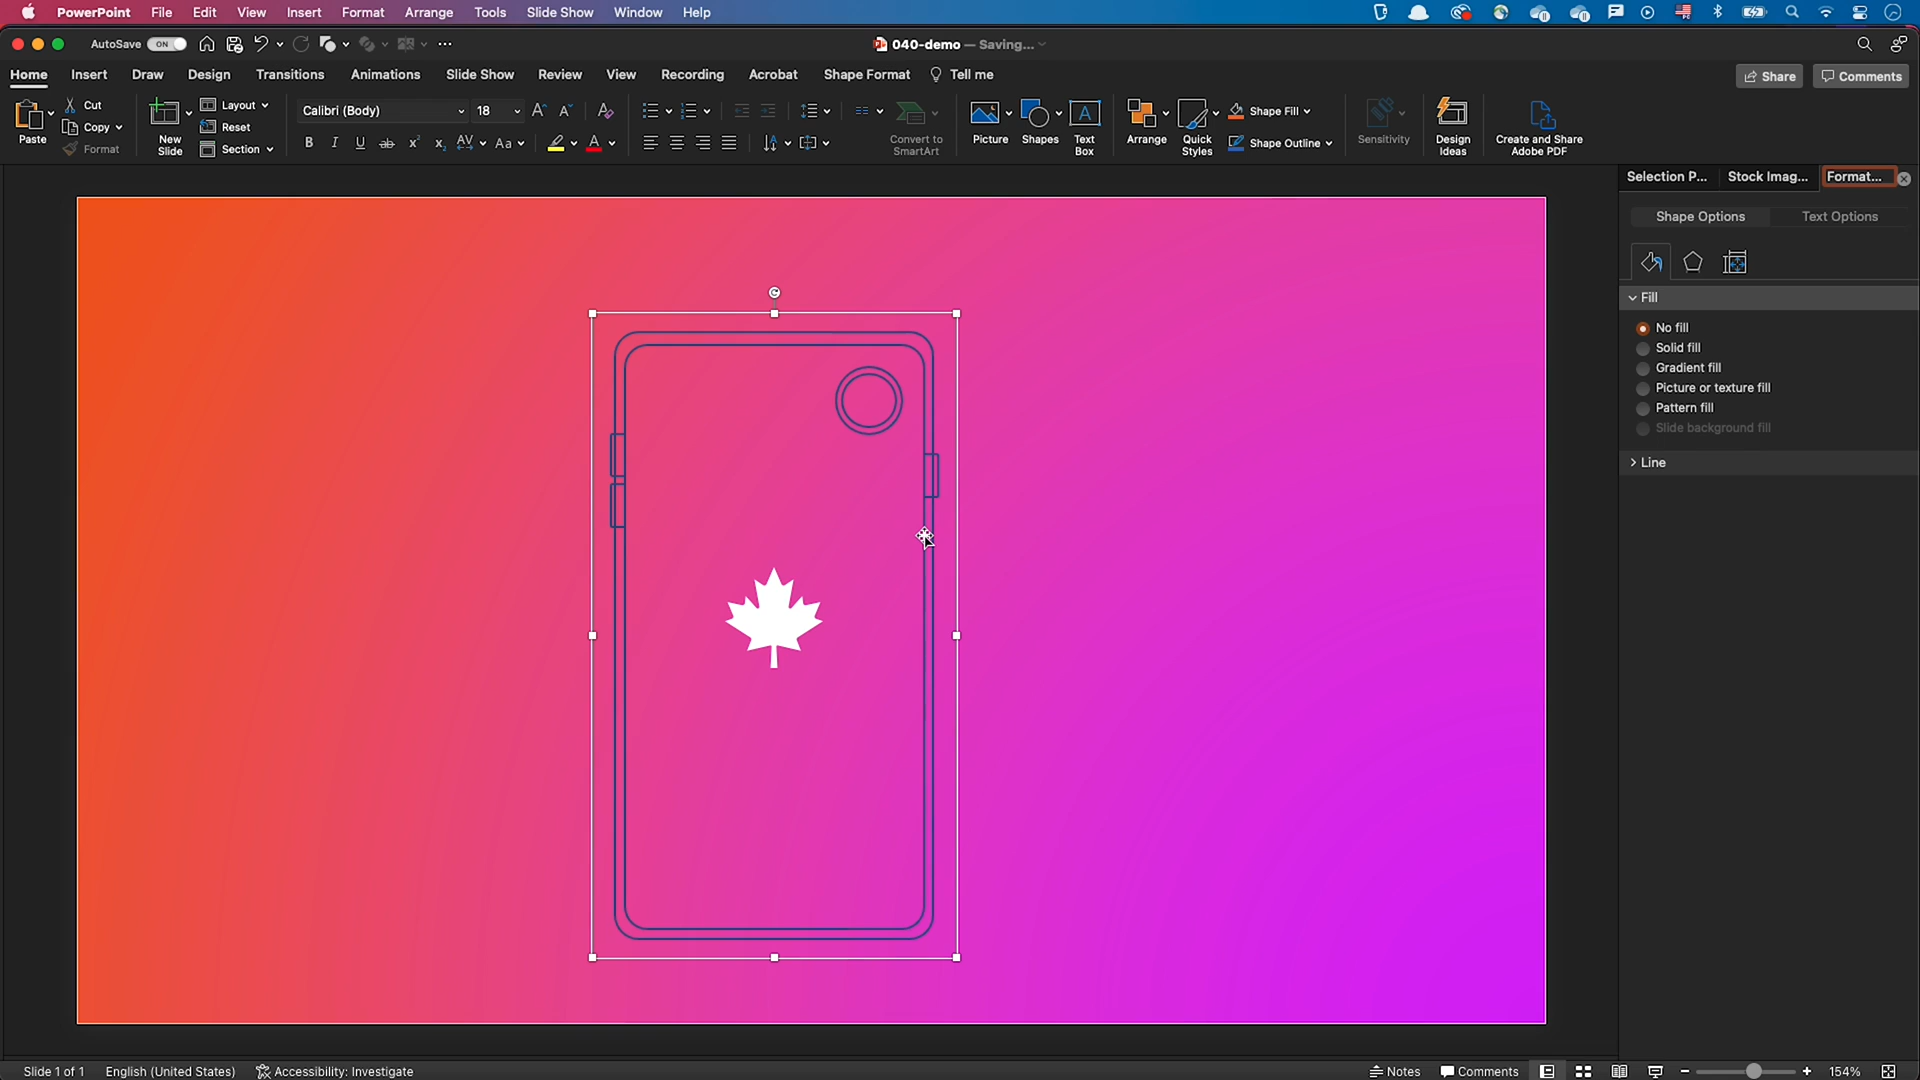 PowerPoint File Edit View Insert Format Arrange Tools Slide Show Window Help
AutoSave ON 040-demo — Saving...
Home Insert Draw Design Transitions Animations Slide Show Review View Recording Acrobat Shape Format Tell me Share Comments
Paste
Cut
Copy
Format
New Slide
Layout
Reset
Section
Calibri (Body) 18
B I U ab x² x₂ AV Aa
A
Convert to SmartArt
Picture
Shapes
Text Box
Arrange
Quick Styles
Shape Fill
Shape Outline
Sensitivity
Design Ideas
Create and Share Adobe PDF
Selection P... Stock Imag... Format...
Shape Options Text Options
Fill
No fill
Solid fill
Gradient fill
Picture or texture fill
Pattern fill
Slide background fill
Line
Slide 1 of 1 English (United States) Accessibility: Investigate Notes Comments 154%